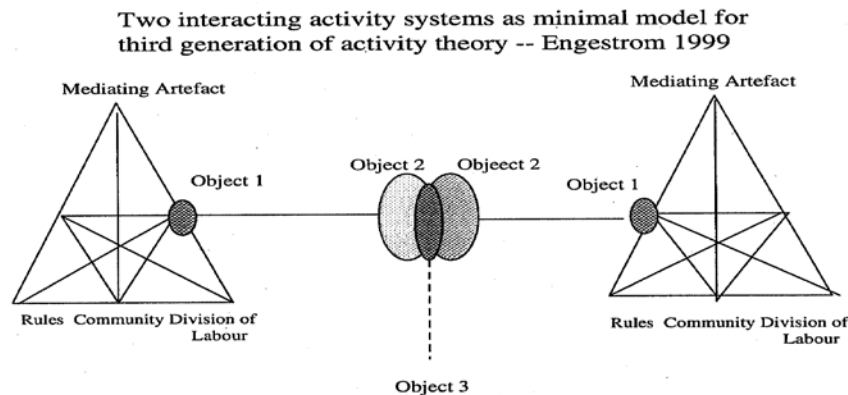 Two interacting activity systems as minimal model for
third generation of activity theory -- Engestrom 1999
Mediating Artefact
Mediating Artefact
Object 1
Object 2
Objeect 2
Object 1
Rules Community Division of
Labour
Rules Community Division of
Labour
Object 3